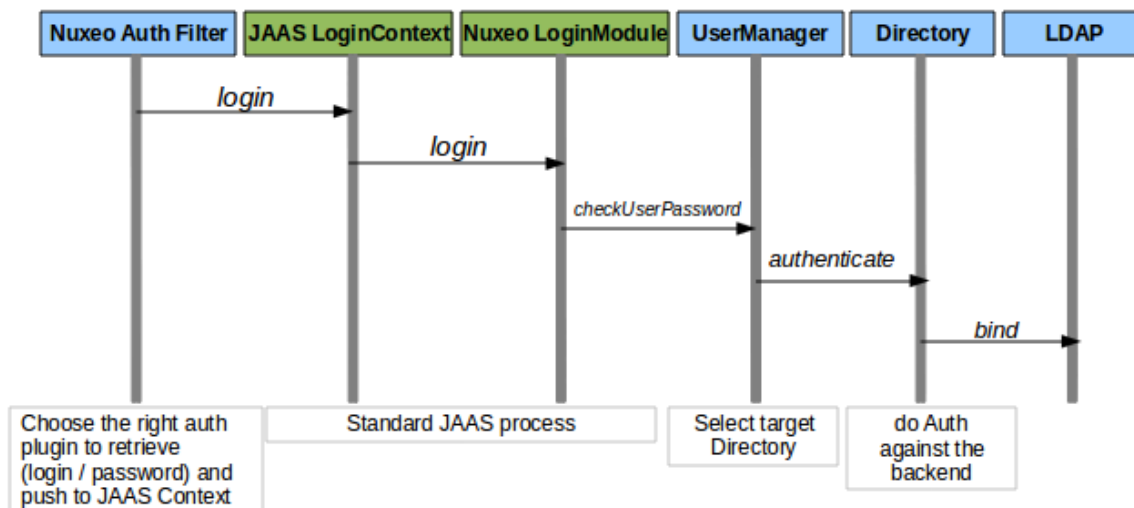 Nuxeo Auth Filter
JAAS LoginContext
Nuxeo LoginModule
UserManager
Directory
LDAP
login
login
checkUserPassword
authenticate
bind
Choose the right auth
plugin to retrieve
(login / password) and
push to JAAS Context
Standard JAAS process
Select target
Directory
do Auth
against the
backend